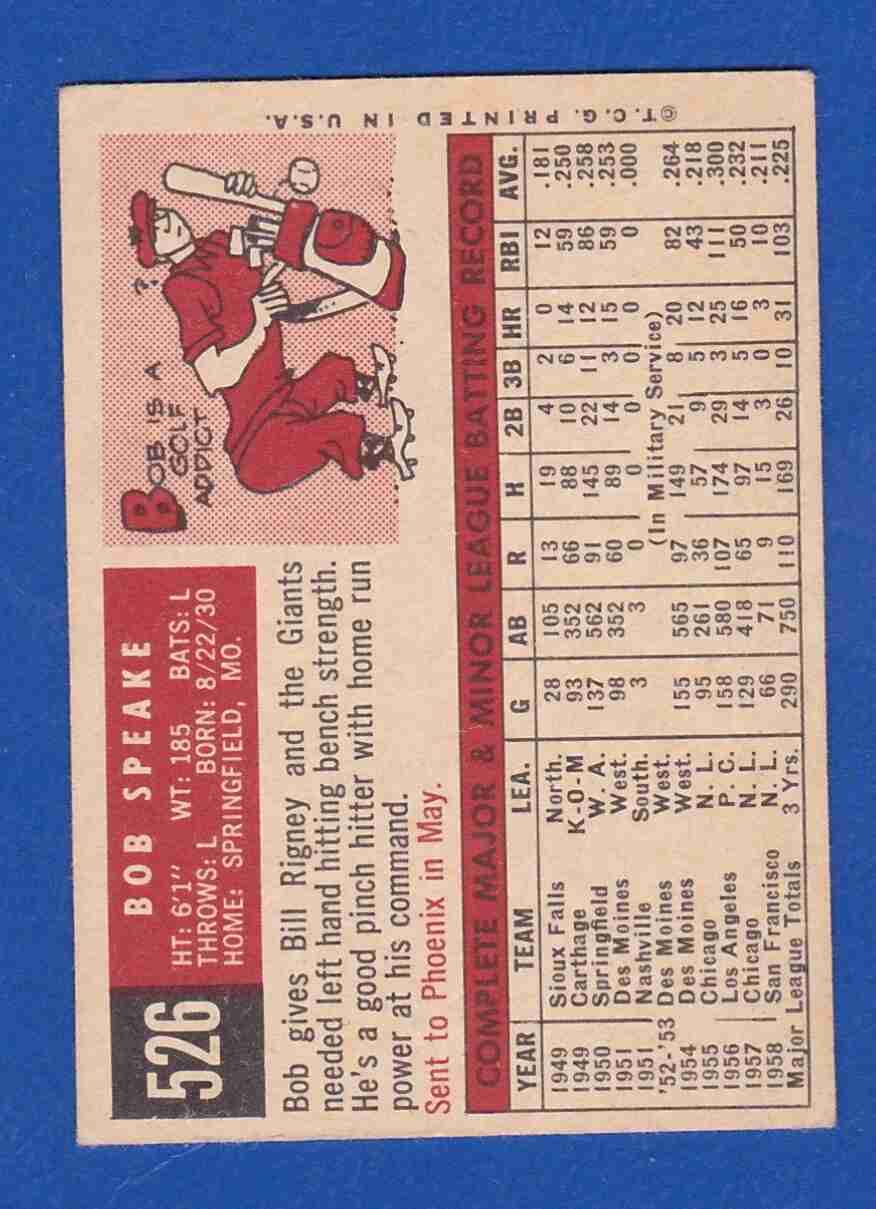 526
BOB SPEAKE
HT: 6'1" WT: 185 BATS: L
THROWS: L BORN: 8/22/30
HOME: SPRINGFIELD, MO.
Bob gives Bill Rigney and the Giants
needed left hand hitting bench strength.
He's a good pinch hitter with home run
power at his command.
Sent to Phoenix in May.
BOB IS A
GOLF
ADDICT
?
COMPLETE MAJOR & MINOR LEAGUE BATTING RECORD
YEAR TEAM LEA. G AB R H 2B 3B HR RBI AVG.
1949 Sioux Falls North. 28 105 13 19 4 2 0 12 .181
1949 Carthage K-O-M 93 352 66 88 10 6 14 59 .250
1950 Springfield W. A. 137 562 91 145 22 11 12 86 .258
1951 Des Moines West. 98 352 60 89 14 3 15 59 .253
1951 Nashville South. 3 3 0 0 0 0 0 0 .000
'52-'53 Des Moines West. (In Military Service)
1954 Des Moines West. 155 565 97 149 21 8 20 82 .264
1955 Chicago N. L. 95 261 36 57 9 5 12 43 .218
1956 Los Angeles P. C. 158 580 107 174 29 3 25 111 .300
1957 Chicago N. L. 129 418 65 97 14 5 16 50 .232
1958 San Francisco N. L. 66 71 9 15 3 0 3 10 .211
Major League Totals 3 Yrs. 290 750 110 169 26 10 31 103 .225
© T. C. G. PRINTED IN U.S.A.